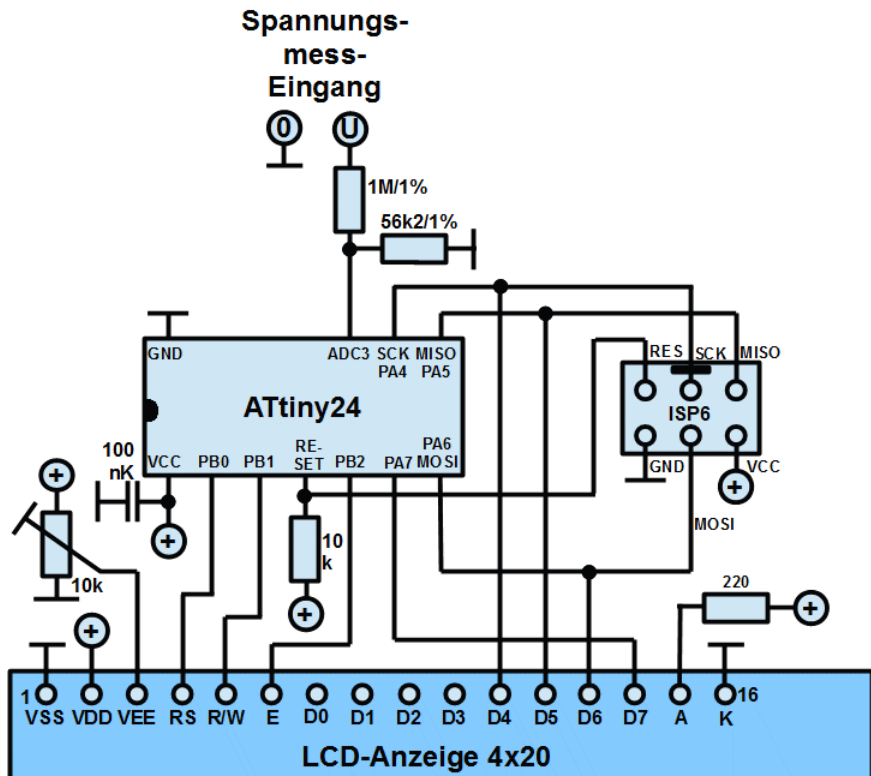 Spannungs-
mess-
Eingang
0 U
1M/1%
56k2/1%
GND ADC3 SCK MISO
PA4 PA5
RES SCK MISO
ATtiny24
ISP6
100
nK
VCC PB0 PB1 RE-
SET PB2 PA7 PA6
MOSI
GND VCC
MOSI
+
+
+
10k
10
k
+
+
220
+
1 16
VSS VDD VEE RS R/W E D0 D1 D2 D3 D4 D5 D6 D7 A K
LCD-Anzeige 4x20